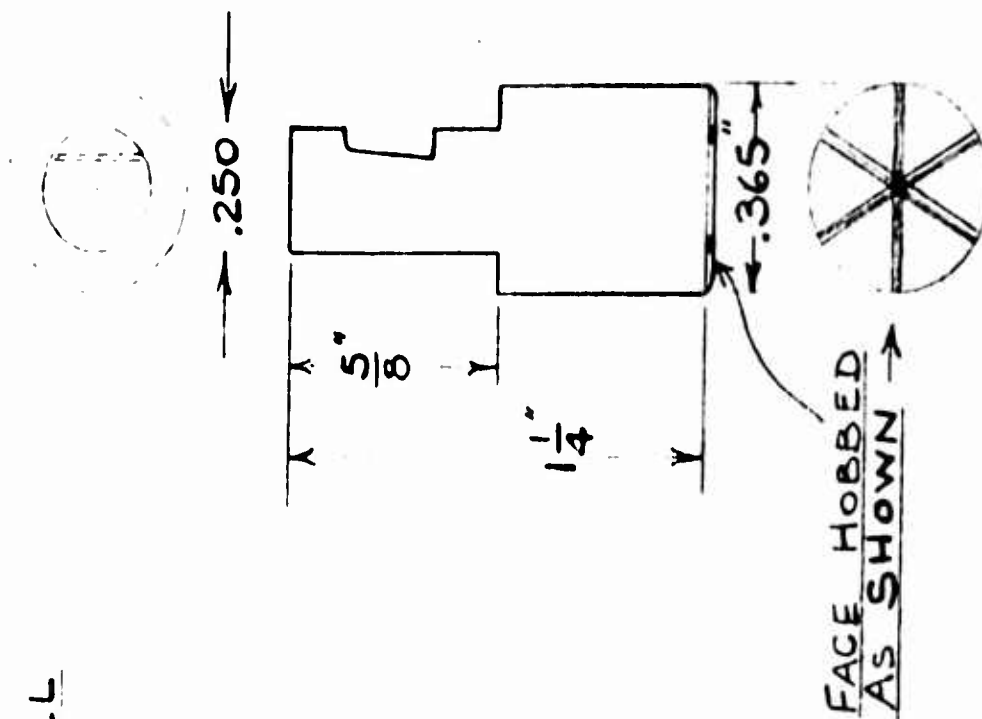 .250
5/8"
1 1/4"
.365"
FACE HOBBED
AS SHOWN
L